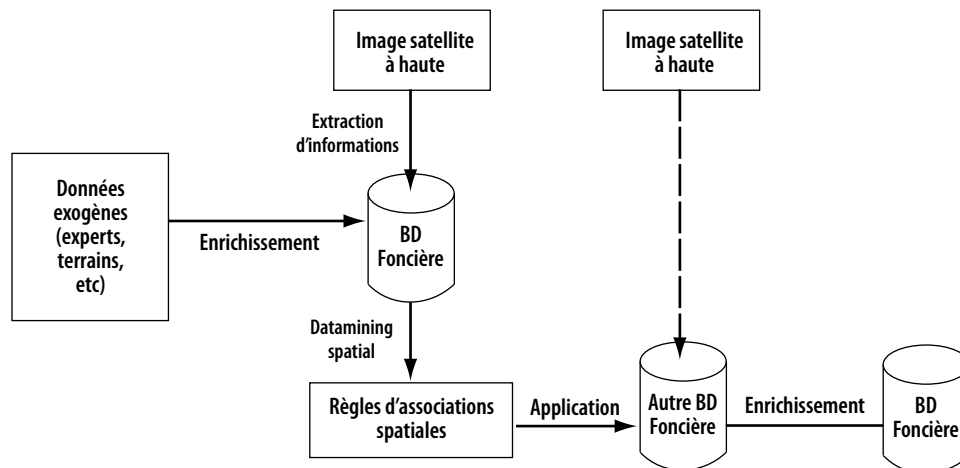 Image satellite
à haute
Image satellite
à haute
Extraction
d'informations
Données
exogènes
(experts,
terrains,
etc)
Enrichissement
BD
Foncière
Datamining
spatial
Règles d'associations
spatiales
Application
Autre BD
Foncière
Enrichissement
BD
Foncière